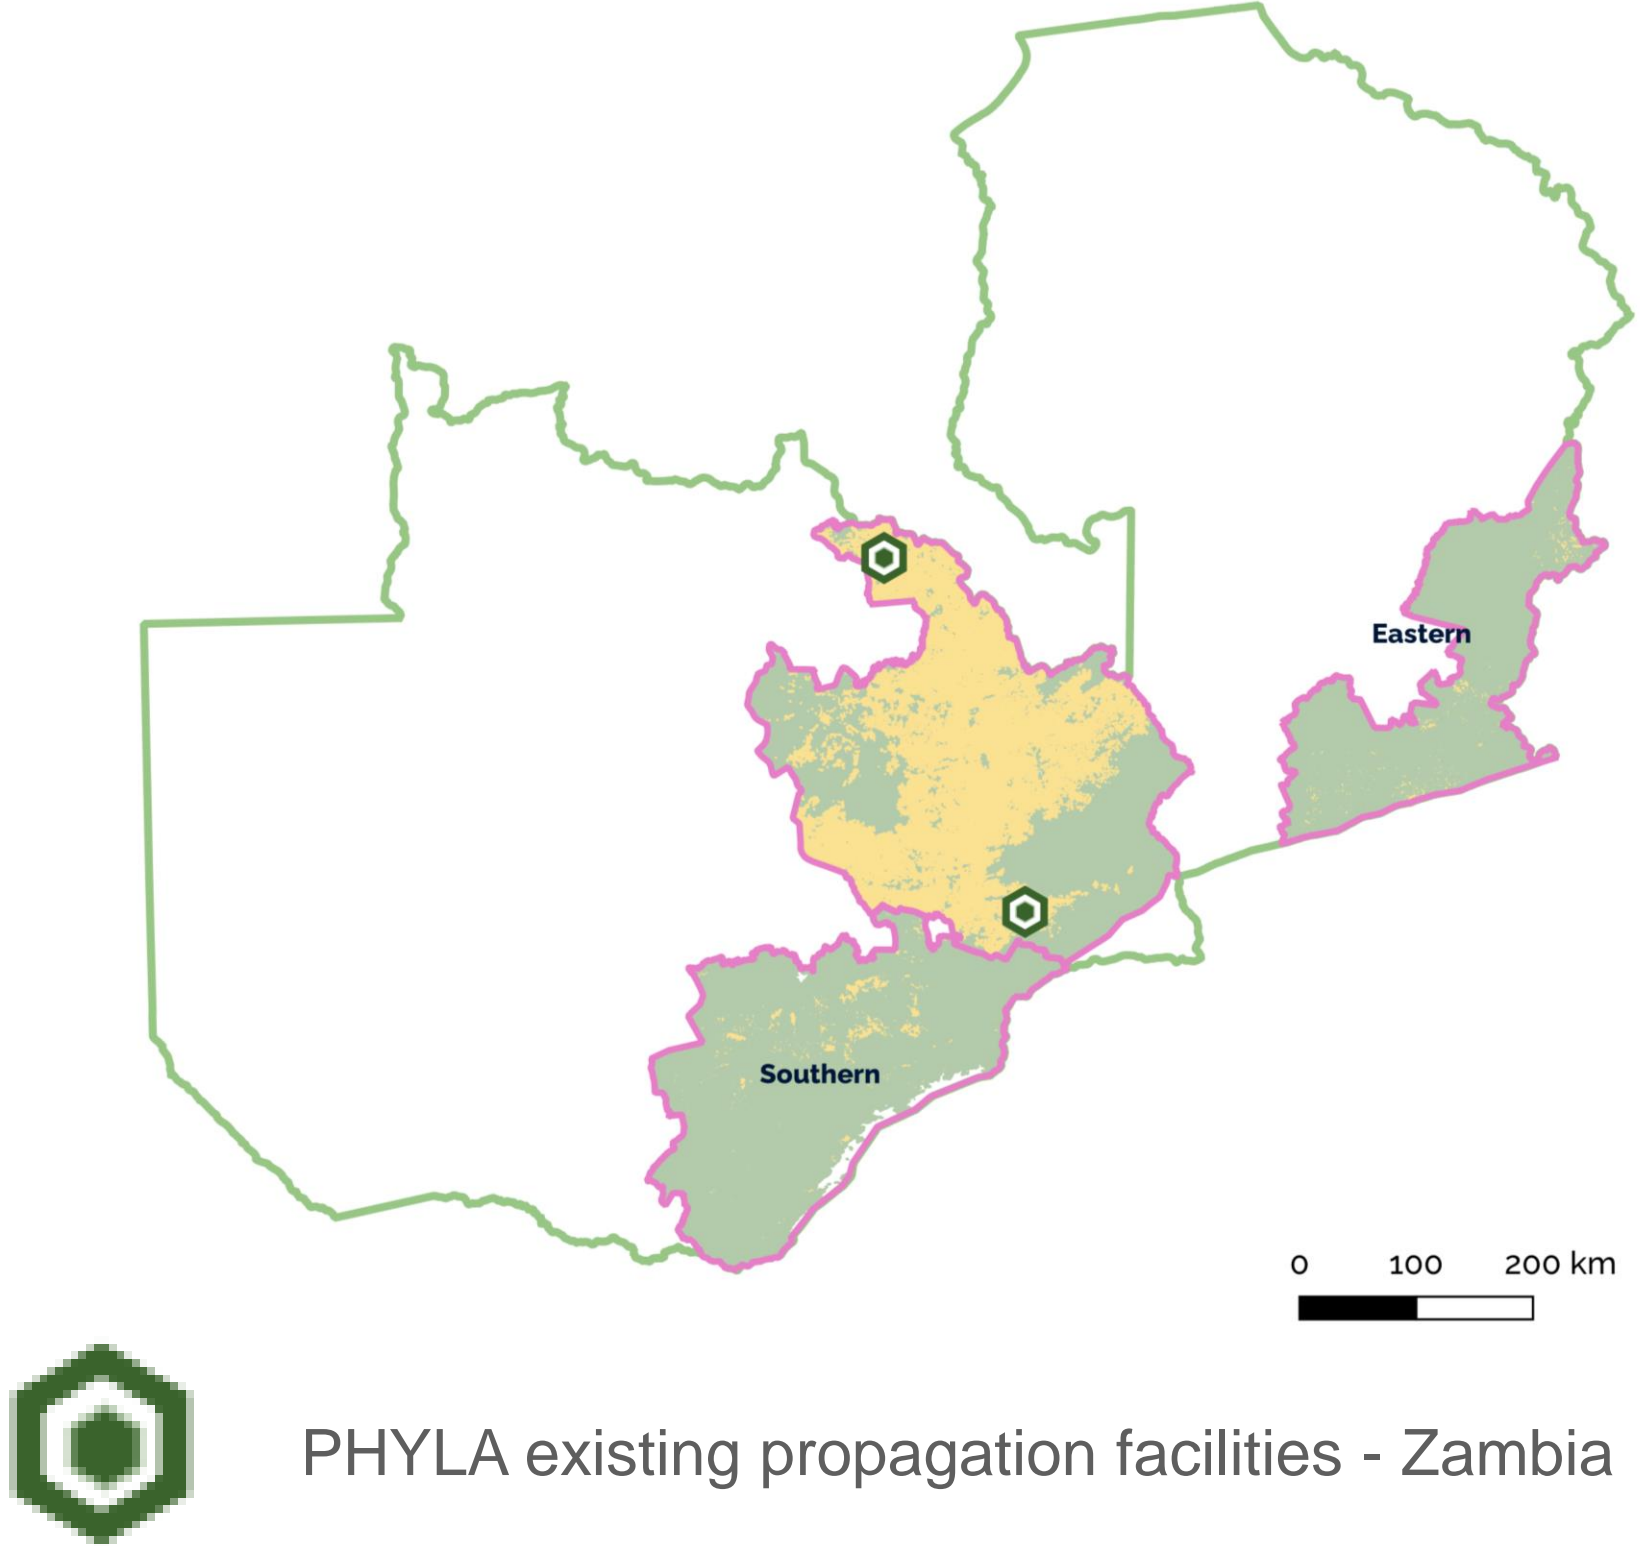 Eastern
Southern
0 100 200 km
PHYLA existing propagation facilities - Zambia